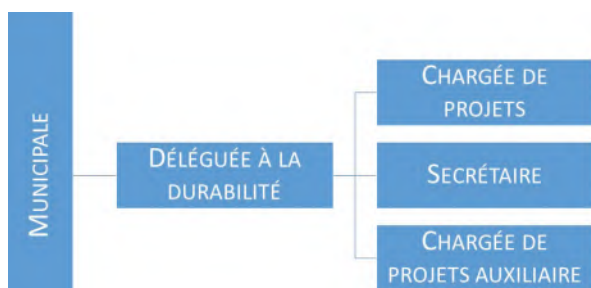 MUNICIPALE
DÉLÉGUÉE À LA
DURABILITÉ
CHARGÉE DE
PROJETS
SECRÉTAIRE
CHARGÉE DE
PROJETS AUXILIAIRE